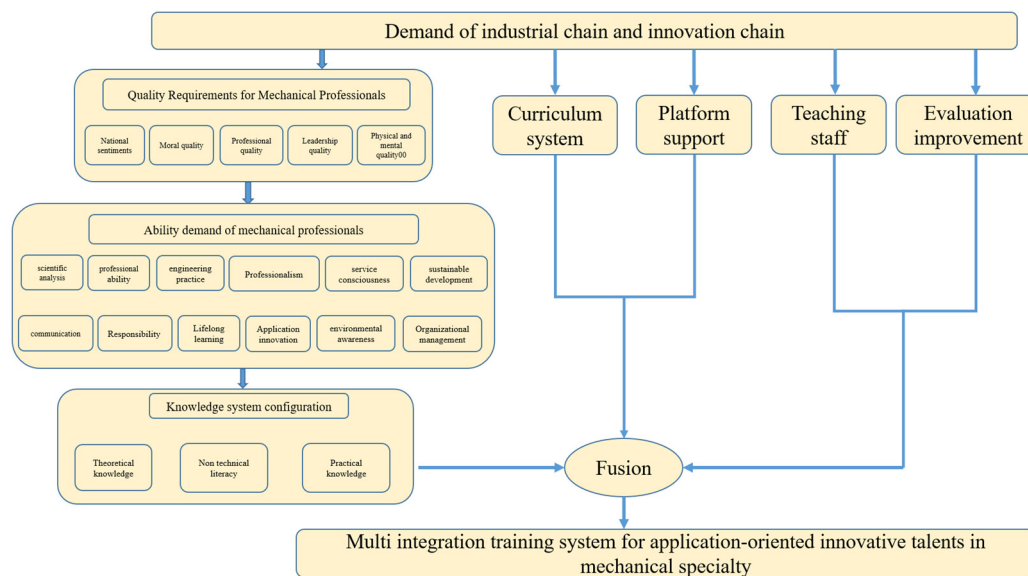 Demand of industrial chain and innovation chain
Quality Requirements for Mechanical Professionals
National
sentiments
Moral quality
Professional
quality
Leadership
quality
Physical and
mental
quality00
Curriculum
system
Platform
support
Teaching
staff
Evaluation
improvement
Ability demand of mechanical professionals
scientific
analysis
professional
ability
engineering
practice
Professionalism
service
consciousness
sustainable
development
communication
Responsibility
Lifelong
learning
Application
innovation
environmental
awareness
Organizational
management
Knowledge system configuration
Theoretical
knowledge
Non technical
literacy
Practical
knowledge
Fusion
Multi integration training system for application-oriented innovative talents in
mechanical specialty